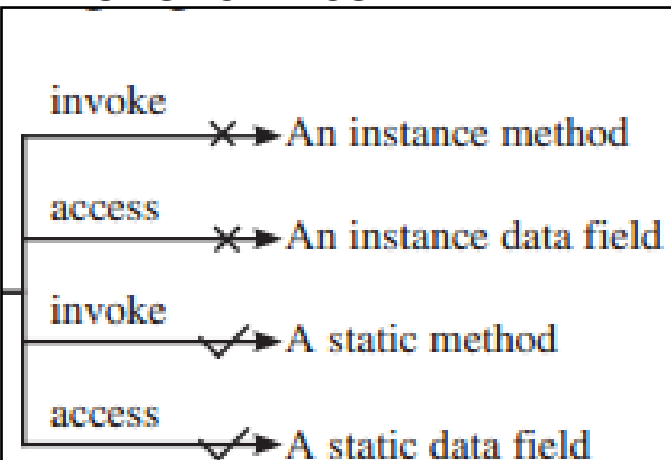 invoke
An instance method
access
An instance data field
invoke
A static method
access
A static data field